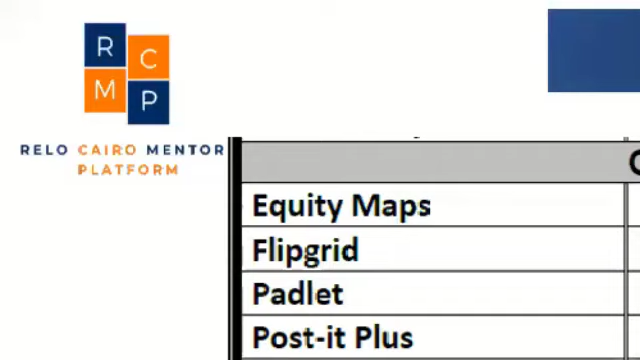 R
C
M
P
RELO CAIRO MENTOR
PLATFORM
Equity Maps
Flipgrid
Padlet
Post-it Plus